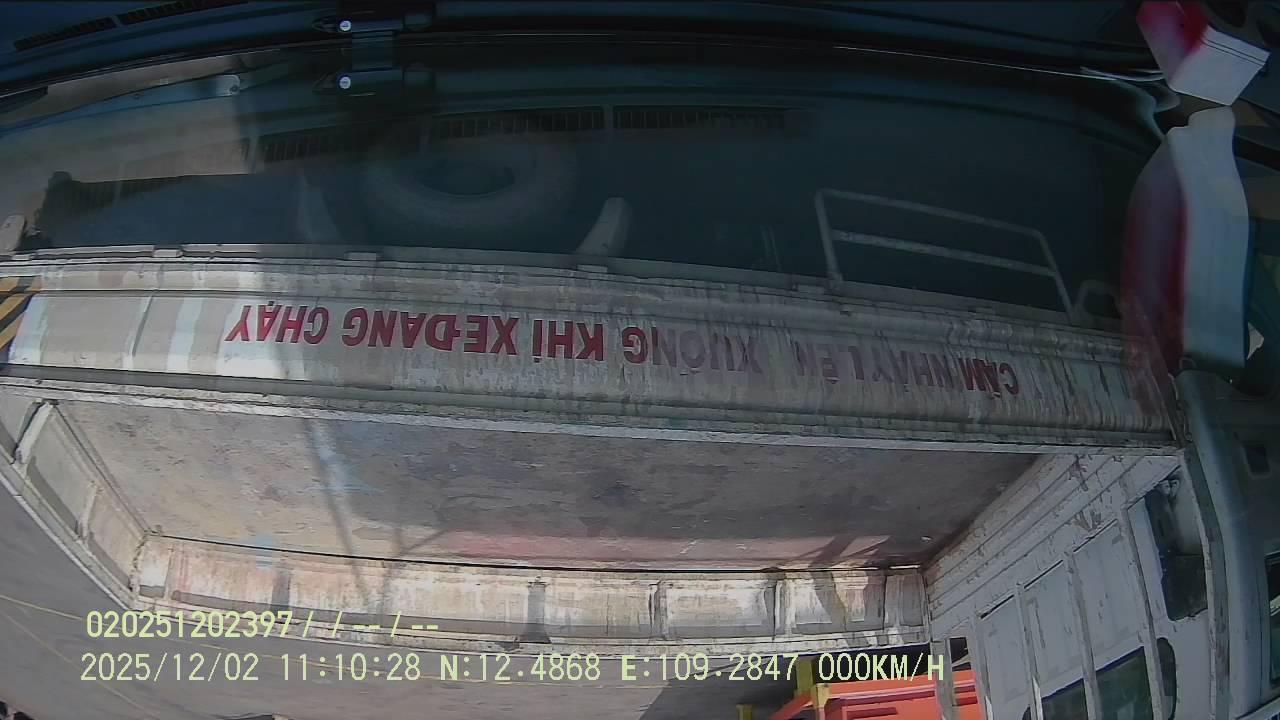 CẤM NHẢY LÊN XUỐNG KHI XE ĐANG CHẠY
020251202397/ / -- / --
2025/12/02 11:10:28 N:12.4868 E:109.2847 000KM/H